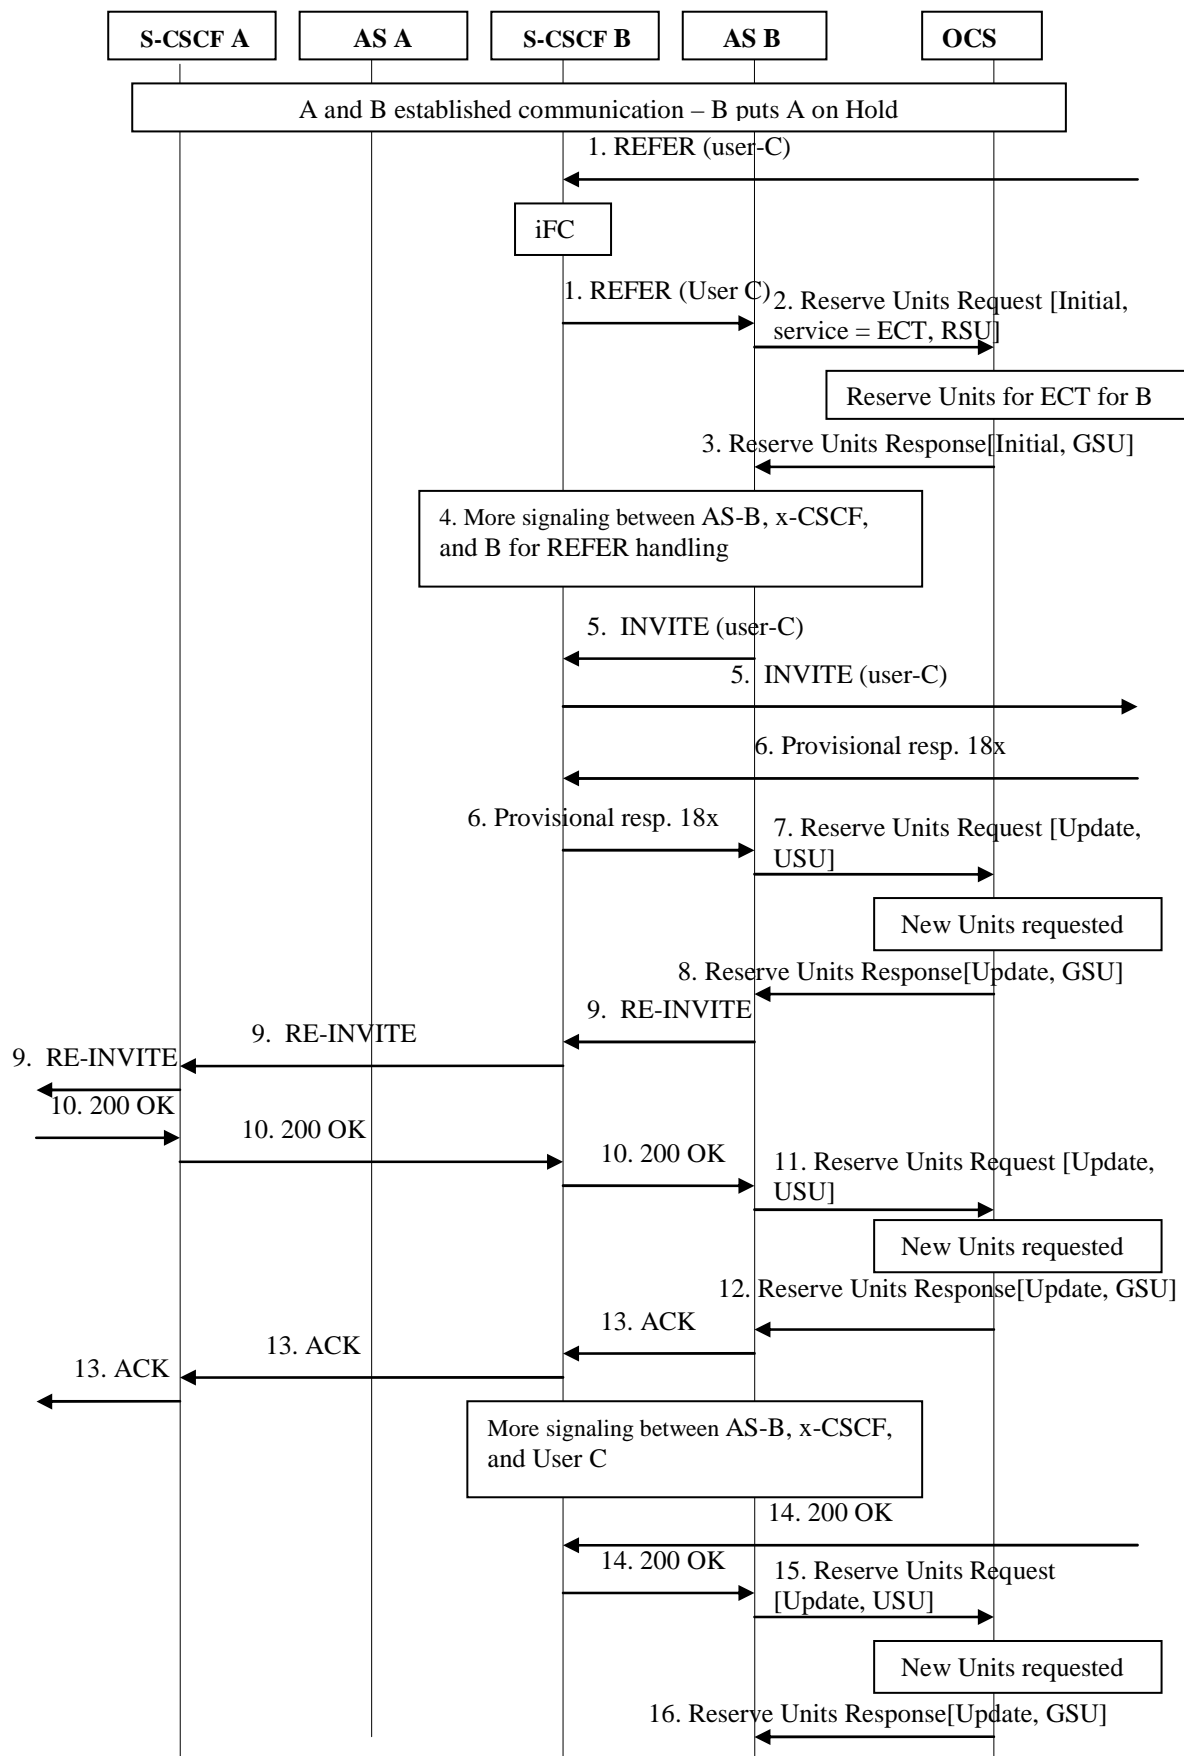 S-CSCF A
AS A
S-CSCF B
AS B
OCS
A and B established communication – B puts A on Hold
1. REFER (user-C)
iFC
1. REFER (User C)
2. Reserve Units Request [Initial,
service = ECT, RSU]
Reserve Units for ECT for B
3. Reserve Units Response[Initial, GSU]
4. More signaling between AS-B, x-CSCF,
and B for REFER handling
5. INVITE (user-C)
5. INVITE (user-C)
6. Provisional resp. 18x
6. Provisional resp. 18x
7. Reserve Units Request [Update,
USU]
New Units requested
8. Reserve Units Response[Update, GSU]
9. RE-INVITE
9. RE-INVITE
9. RE-INVITE
10. 200 OK
10. 200 OK
10. 200 OK
11. Reserve Units Request [Update,
USU]
New Units requested
12. Reserve Units Response[Update, GSU]
13. ACK
13. ACK
13. ACK
More signaling between AS-B, x-CSCF,
and User C
14. 200 OK
14. 200 OK
15. Reserve Units Request
[Update, USU]
New Units requested
16. Reserve Units Response[Update, GSU]